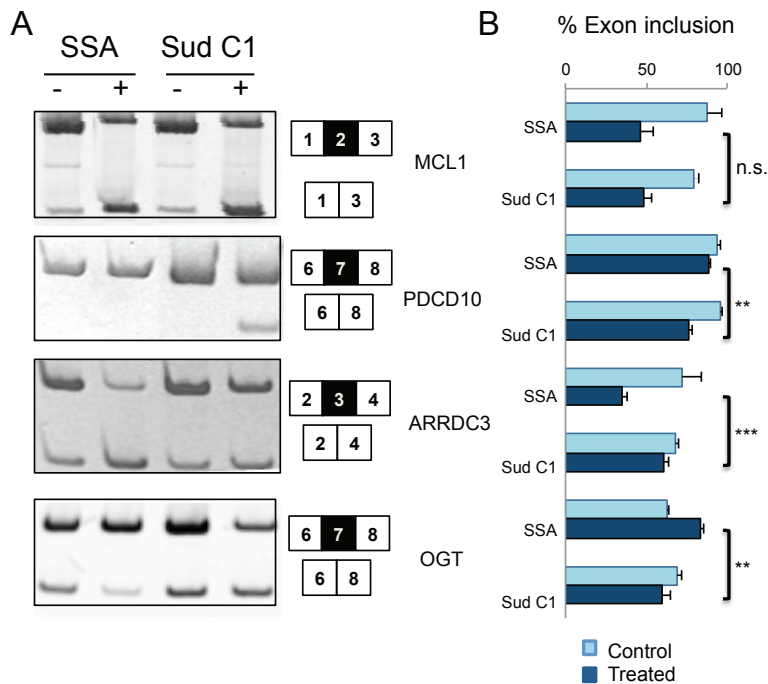 A
SSA Sud C1
- + - +
1 2 3
1 3
MCL1
6 7 8
6 8
PDCD10
2 3 4
2 4
ARRDC3
6 7 8
6 8
OGT
B
% Exon inclusion
0 50 100
SSA
Sud C1
n.s.
SSA
Sud C1
**
SSA
Sud C1
***
SSA
Sud C1
**
Control
Treated